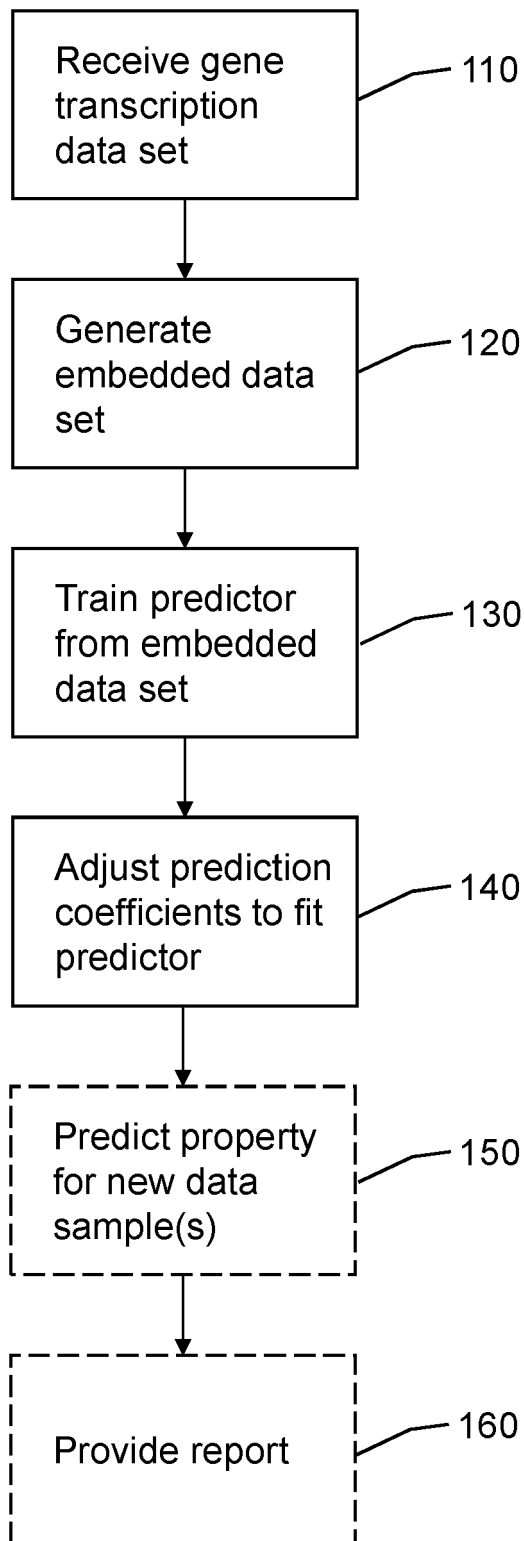 Receive gene
transcription
data set
110
Generate
embedded data
set
120
Train predictor
from embedded
data set
130
Adjust prediction
coefficients to fit
predictor
140
Predict property
for new data
sample(s)
150
Provide report
160